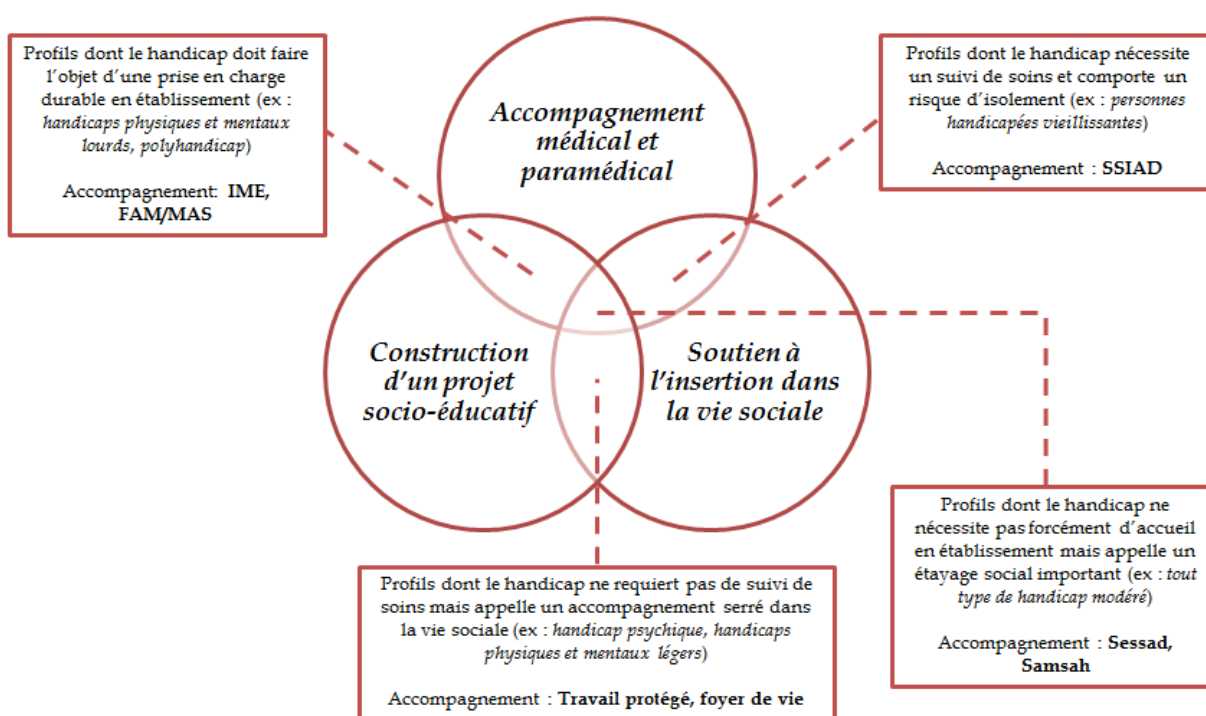 Profils dont le handicap doit faire
l’objet d’une prise en charge
durable en établissement (ex :
handicaps physiques et mentaux
lourds, polyhandicap)
Accompagnement: IME,
FAM/MAS
Accompagnement
médical et
paramédical
Profils dont le handicap nécessite
un suivi de soins et comporte un
risque d’isolement (ex : personnes
handicapées vieillissantes)
Accompagnement : SSIAD
Construction
d’un projet
socio-éducatif
Soutien à
l’insertion dans
la vie sociale
Profils dont le handicap ne
nécessite pas forcément d’accueil
en établissement mais appelle un
étayage social important (ex : tout
type de handicap modéré)
Accompagnement : Sessad,
Samsah
Profils dont le handicap ne requiert pas de suivi de
soins mais appelle un accompagnement serré dans
la vie sociale (ex : handicap psychique, handicaps
physiques et mentaux légers)
Accompagnement : Travail protégé, foyer de vie